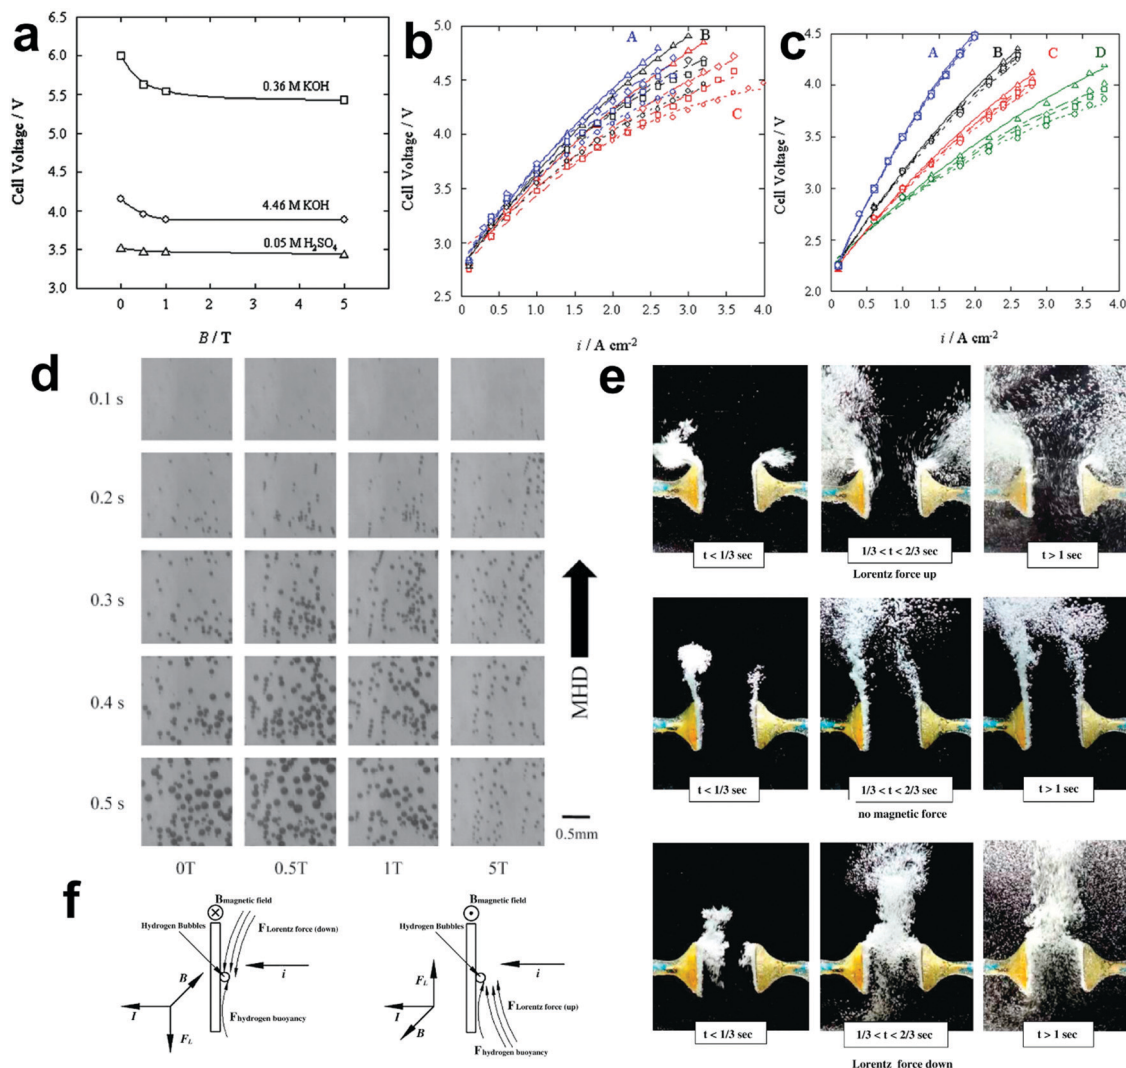 a
6.5
6.0
5.5
5.0
4.5
4.0
3.5
3.0
Cell Voltage / V
0.36 M KOH
4.46 M KOH
0.05 M H₂SO₄
0 1 2 3 4 5
B / T
b
5.0
4.5
4.0
3.5
3.0
2.5
Cell Voltage / V
A
B
C
0.0 0.5 1.0 1.5 2.0 2.5 3.0 3.5 4.0
i / A cm⁻²
c
4.5
4.0
3.5
3.0
2.5
2.0
Cell Voltage / V
A
B
C
D
0.0 0.5 1.0 1.5 2.0 2.5 3.0 3.5 4.0
i / A cm⁻²
d
0.1 s
0.2 s
0.3 s
0.4 s
0.5 s
0T 0.5T 1T 5T
MHD
0.5mm
e
t < 1/3 sec
1/3 < t < 2/3 sec
t > 1 sec
Lorentz force up
t < 1/3 sec
1/3 < t < 2/3 sec
t > 1 sec
no magnetic force
t < 1/3 sec
1/3 < t < 2/3 sec
t > 1 sec
Lorentz force down
f
Bmagnetic field
Hydrogen Bubbles
FLorentz force (down)
B
i
I
FL
Fhydrogen buoyancy
Bmagnetic field
Hydrogen Bubbles
FL
i
I
B
FLorentz force (up)
Fhydrogen buoyancy